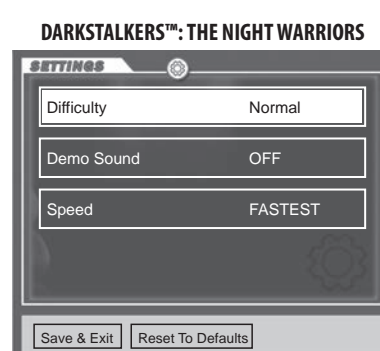 DARKSTALKERS™: THE NIGHT WARRIORS
SETTINGS
Difficulty Normal
Demo Sound OFF
Speed FASTEST
Save & Exit Reset To Defaults